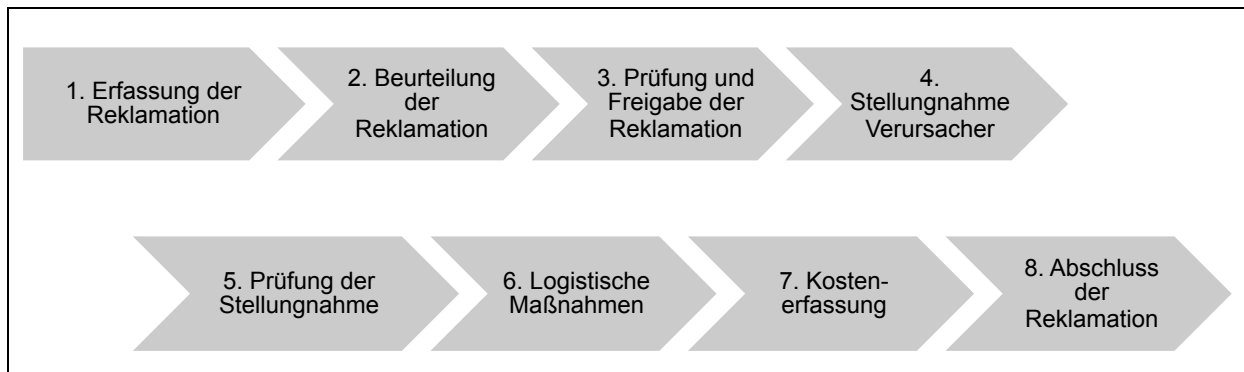 1. Erfassung der
Reklamation
2. Beurteilung
der
Reklamation
3. Prüfung und
Freigabe der
Reklamation
4.
Stellungnahme
Verursacher
5. Prüfung der
Stellungnahme
6. Logistische
Maßnahmen
7. Kosten-
erfassung
8. Abschluss
der
Reklamation